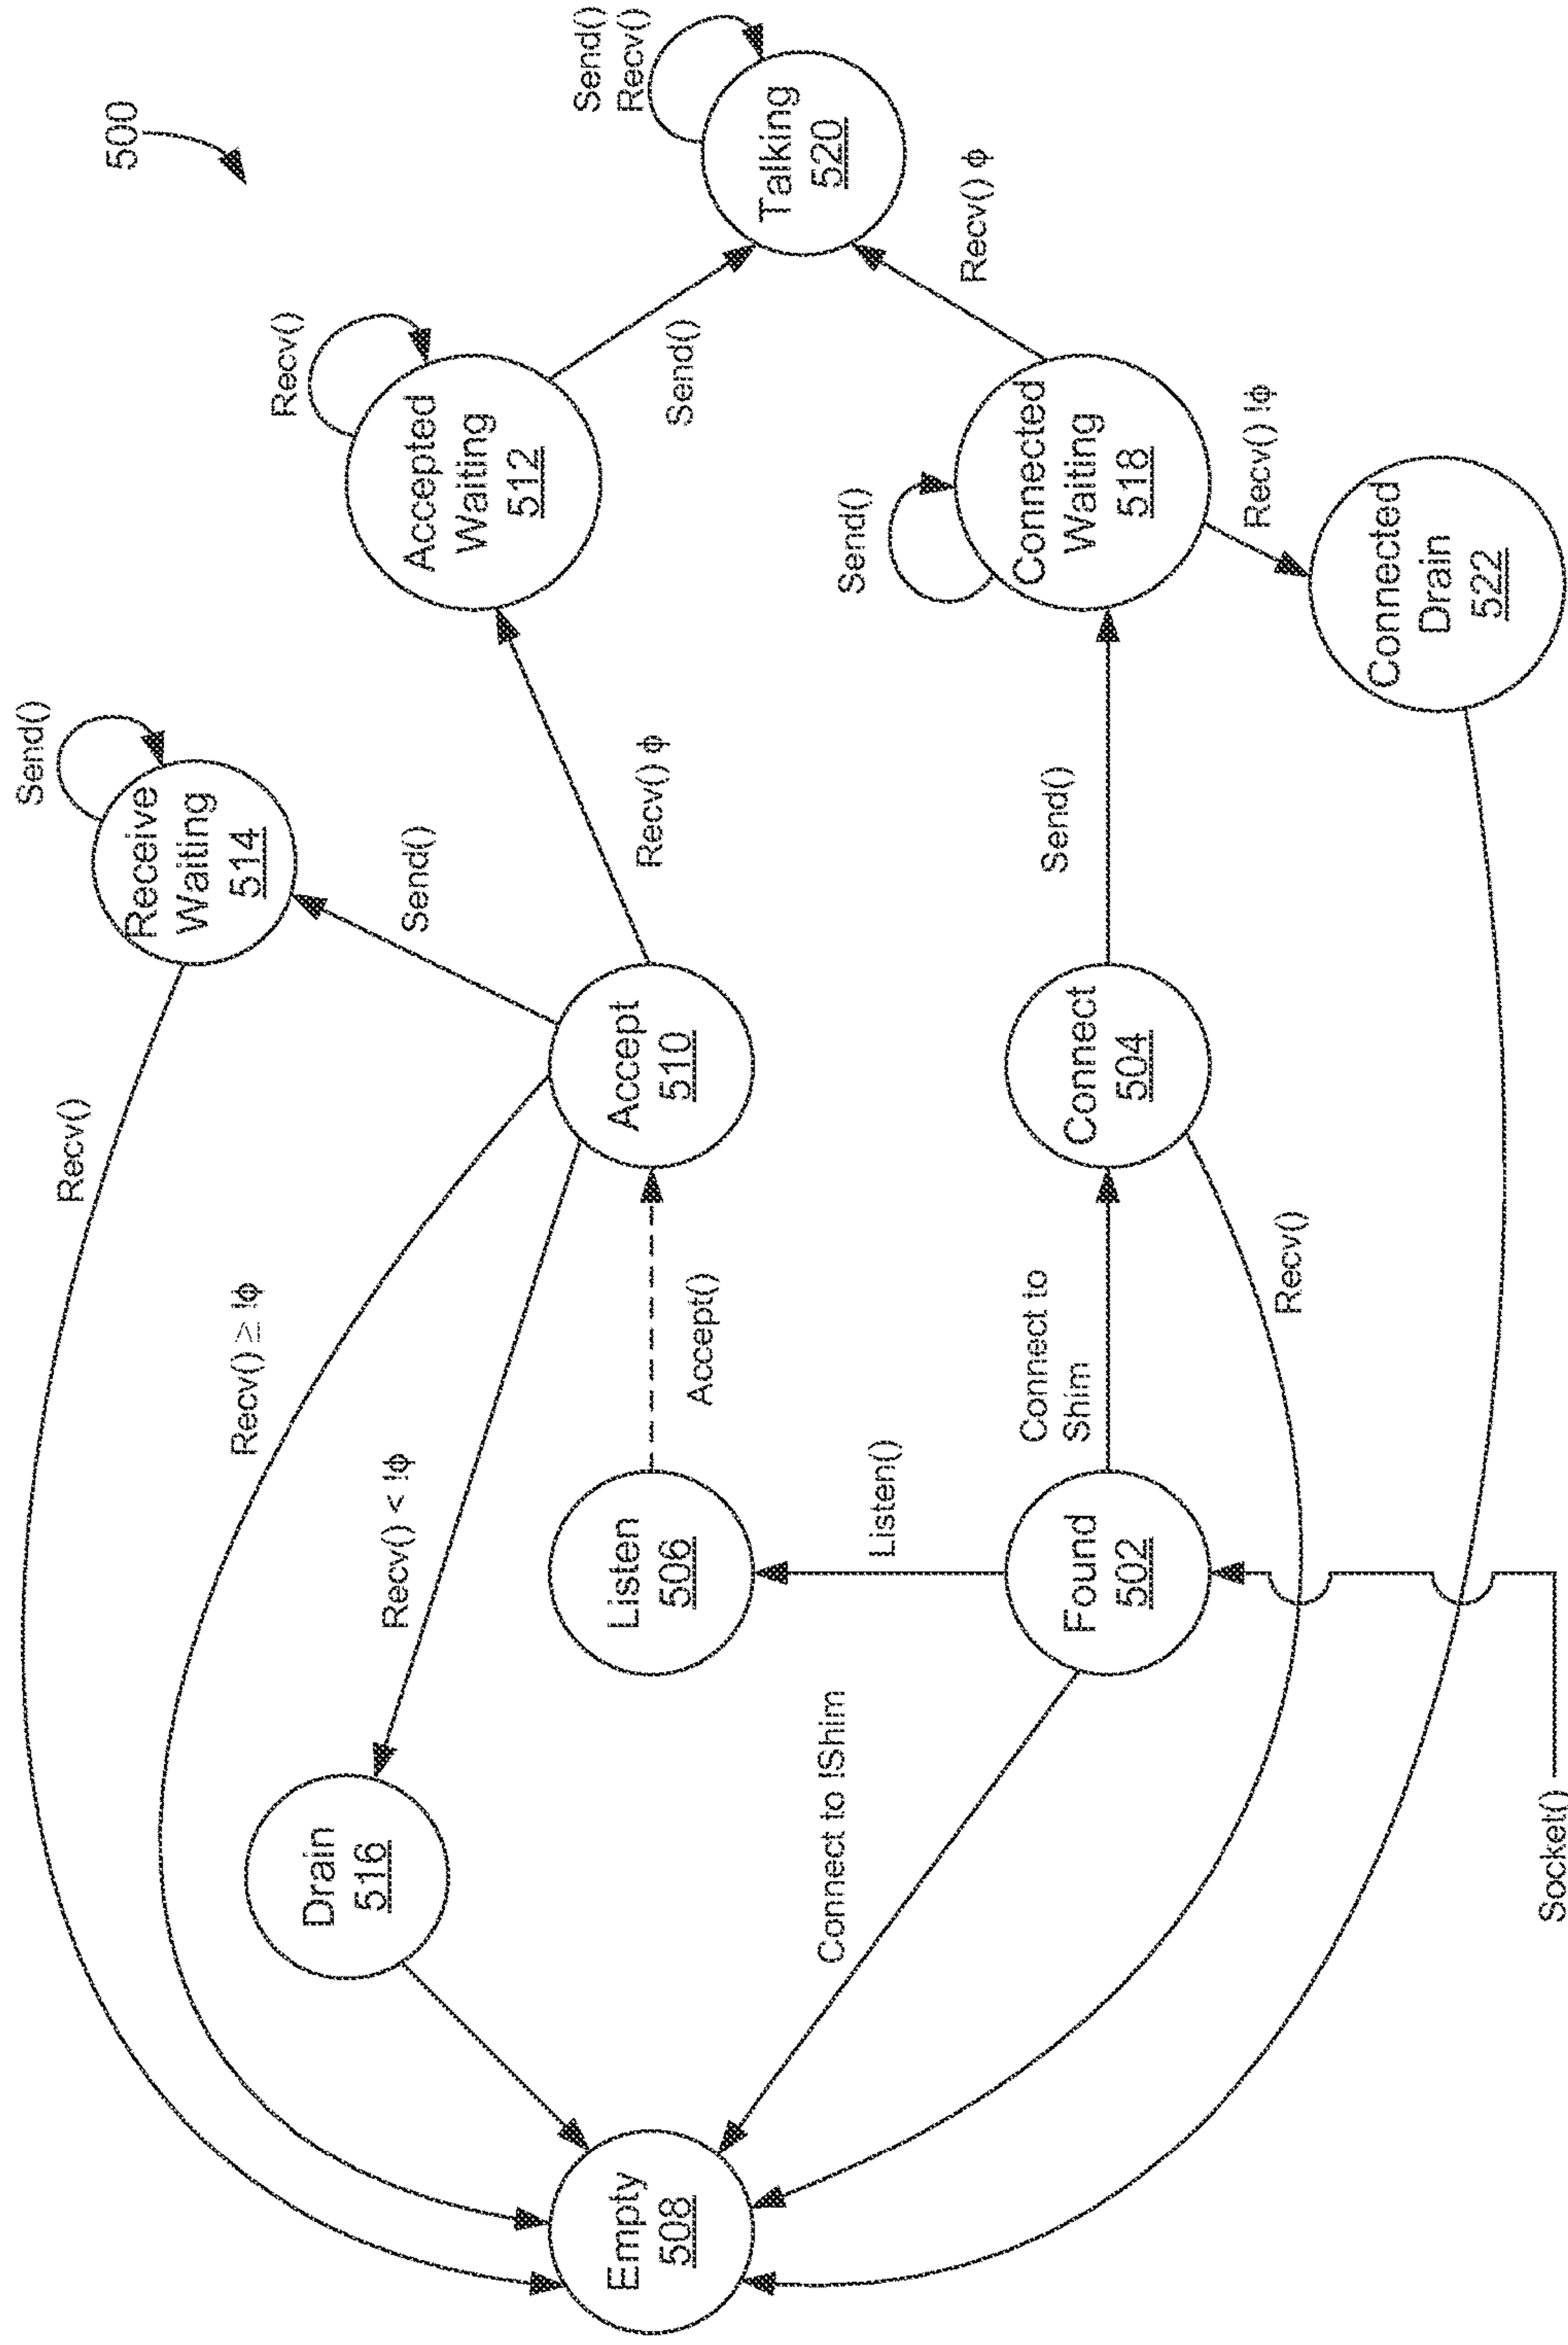 500
Send()
Recv()
Talking
520
Recv()
Accepted
Waiting
512
Send()
Recv() ϕ
Send()
Connected
Waiting
518
Recv() !ϕ
Connected
Drain
522
Send()
Receive
Waiting
514
Send()
Recv() ϕ
Send()
Recv()
Accept
510
Connect
504
Recv() ≥ !ϕ
Recv() < !ϕ
Accept()
Connect to
Shim
Recv()
Listen
506
Listen()
Found
502
Drain
516
Connect to !Shim
Socket()
Empty
508